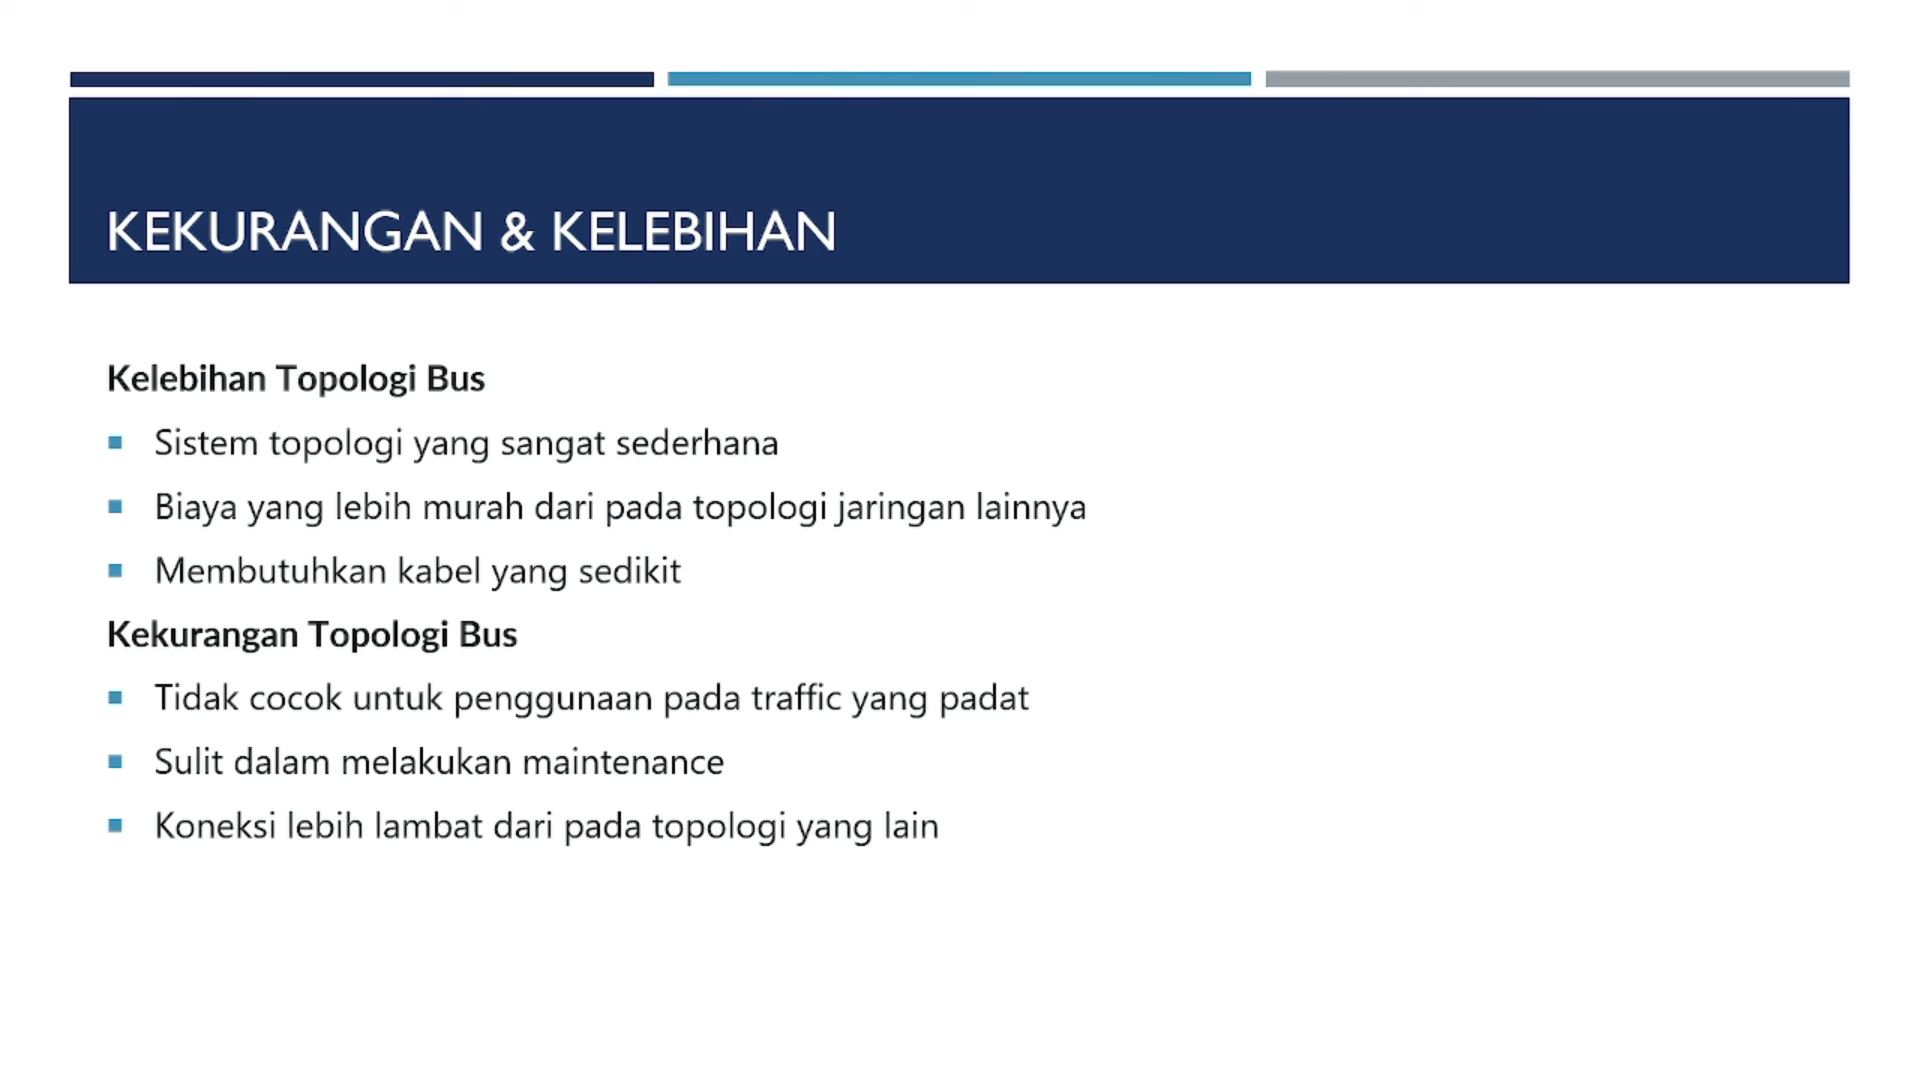 KEKURANGAN & KELEBIHAN
Kelebihan Topologi Bus
Sistem topologi yang sangat sederhana
Biaya yang lebih murah dari pada topologi jaringan lainnya
Membutuhkan kabel yang sedikit
Kekurangan Topologi Bus
Tidak cocok untuk penggunaan pada traffic yang padat
Sulit dalam melakukan maintenance
Koneksi lebih lambat dari pada topologi yang lain